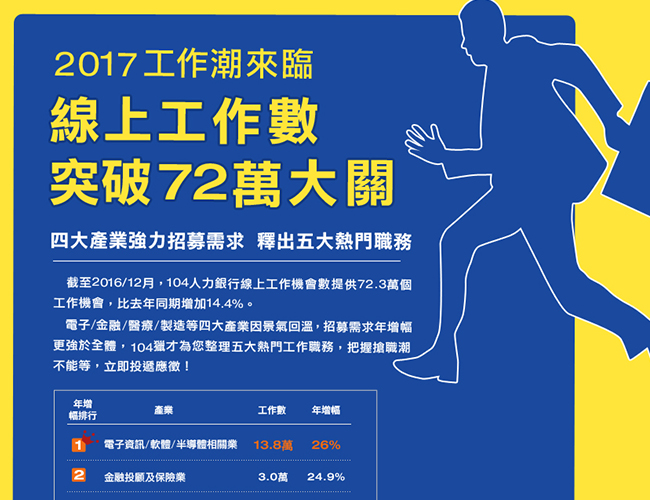 2017工作潮來臨
線上工作數
突破72萬大關
四大產業強力招募需求 釋出五大熱門職務
截至2016/12月，104人力銀行線上工作機會數提供72.3萬個
工作機會，比去年同期增加14.4%。
電子/金融/醫療/製造等四大產業因景氣回溫，招募需求年增幅
更強於全體，104獵才為您整理五大熱門工作職務，把握搶職潮
不能等，立即投遞應徵！
年增
幅排行 產業 工作數 年增幅
1 電子資訊/軟體/半導體相關業 13.8萬 26%
2 金融投顧及保險業 3.0萬 24.9%